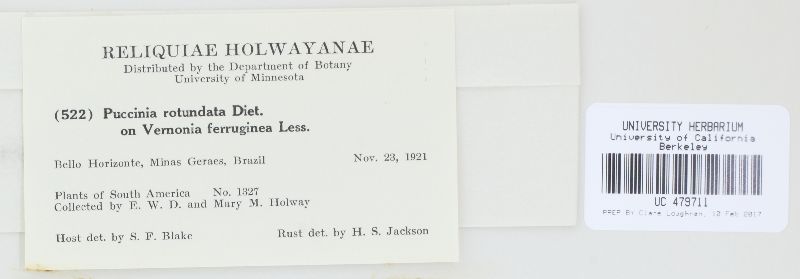 RELIQUIAE HOLWAYANAE
Distributed by the Department of Botany
University of Minnesota
(522) Puccinia rotundata Diet.
on Vernonia ferruginea Less.
Bello Horizonte, Minas Geraes, Brazil Nov. 23, 1921
Plants of South America No. 1327
Collected by E. W. D. and Mary M. Holway
Host det. by S. F. Blake Rust det. by H. S. Jackson
UNIVERSITY HERBARIUM
University of California
Berkeley
UC 479711
PREP. By Clare Loughran, 10 Feb 2017